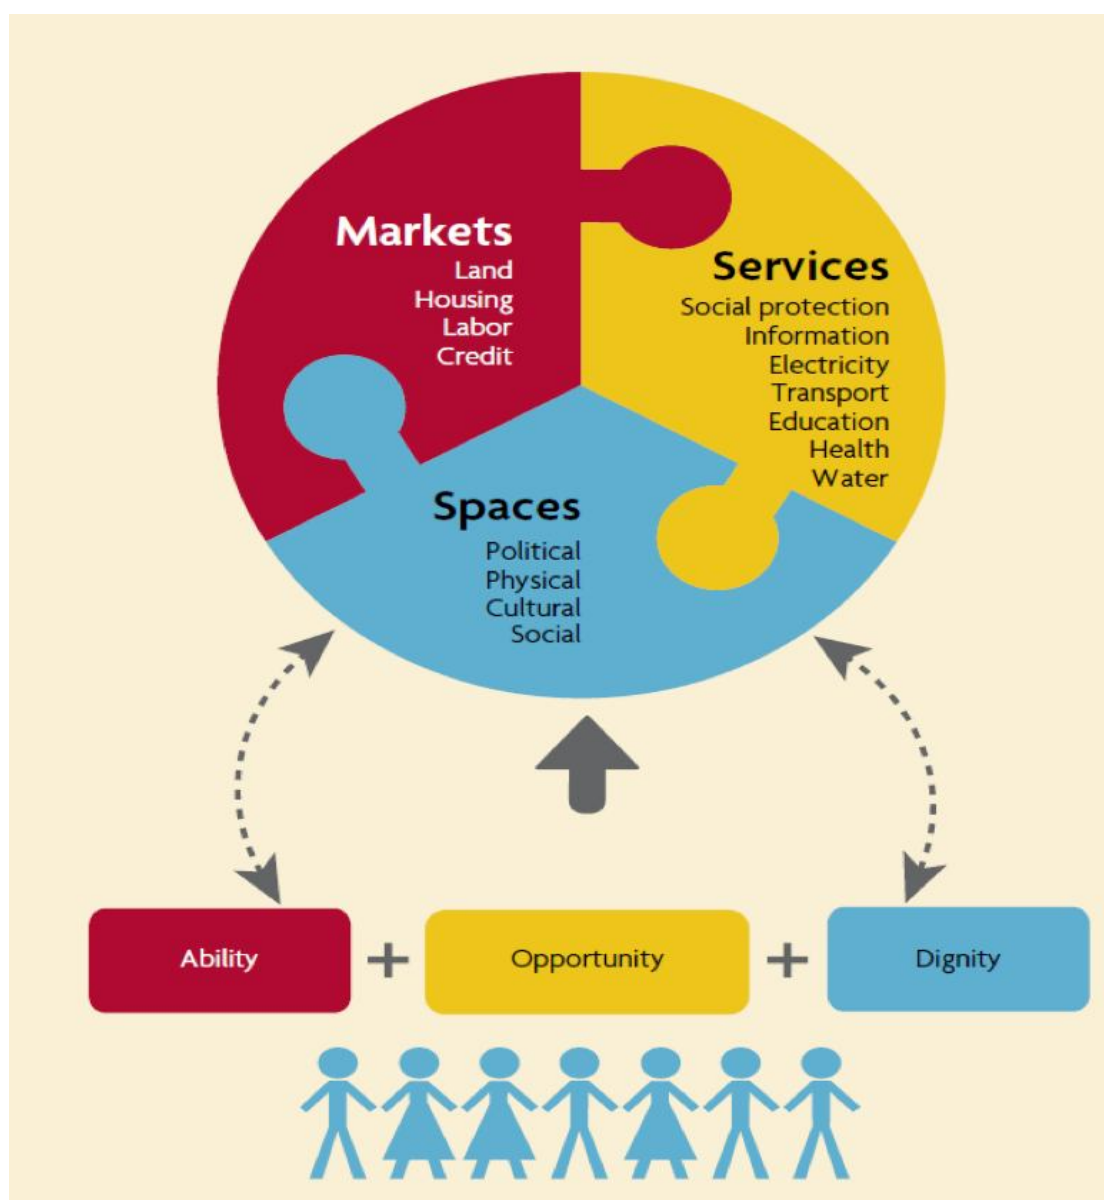 Markets
Land
Housing
Labor
Credit
Services
Social protection
Information
Electricity
Transport
Education
Health
Water
Spaces
Political
Physical
Cultural
Social
Ability + Opportunity + Dignity